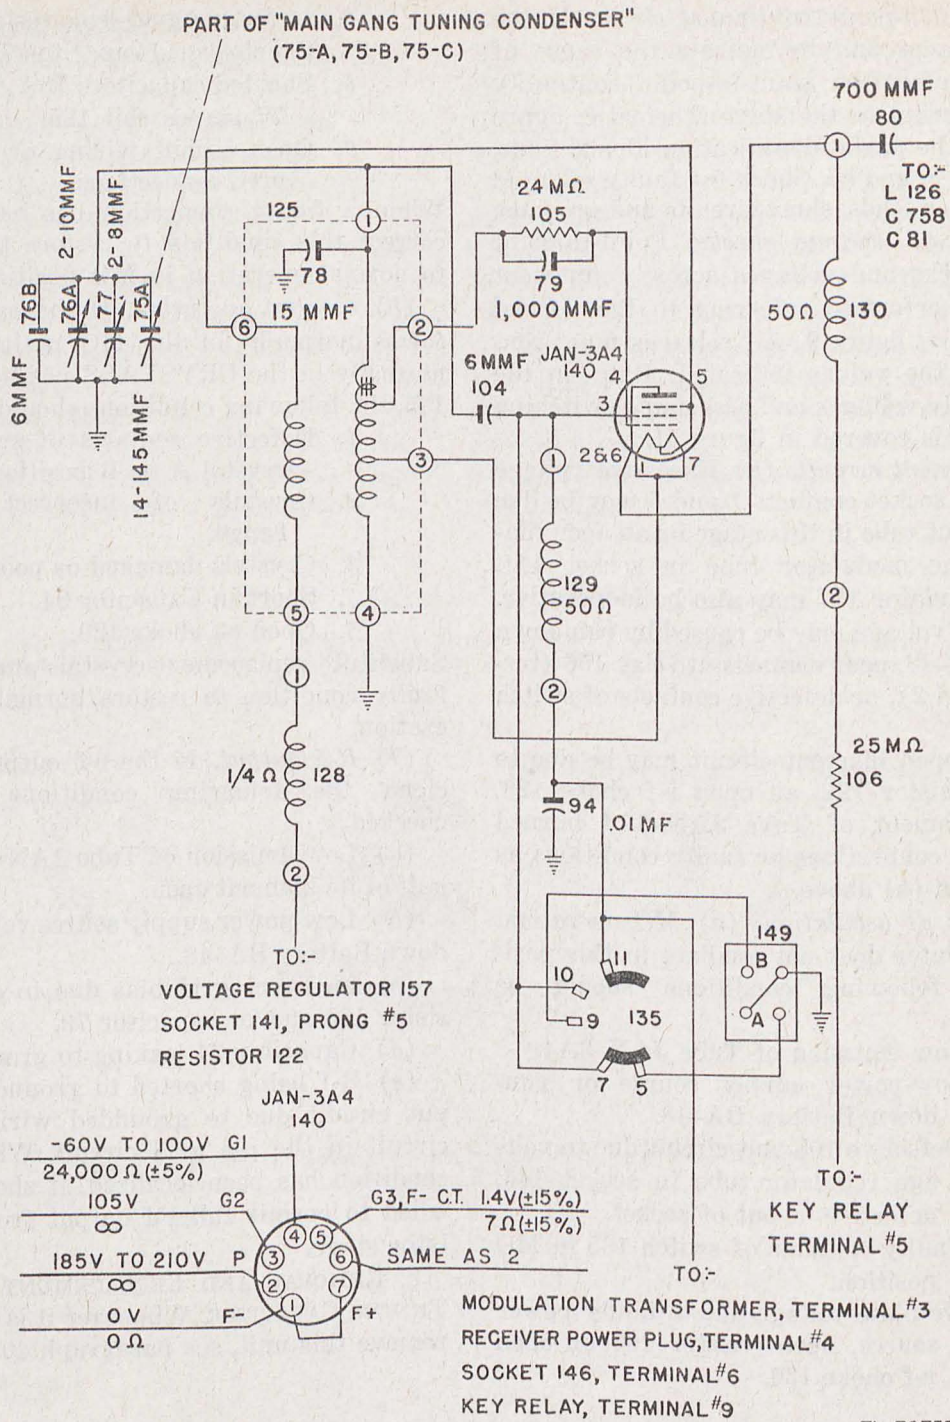 PART OF "MAIN GANG TUNING CONDENSER"
(75-A, 75-B, 75-C)
700 MMF
80
1
TO:-
L 126
C 758
C 81
2-10MMF
2-8MMF
125
1
78
15 MMF
24 MΩ
105
79
1,000 MMF
50Ω
130
76B
76A
77
75A
6MMF
14-145MMF
6
2
3
5
4
6MMF
104
JAN-3A4
140
4
5
3
2&6
1
7
1
129
50Ω
2
2
1
1/4 Ω
128
2
94
.01MF
25MΩ
106
TO:-
VOLTAGE REGULATOR 157
SOCKET 141, PRONG #5
RESISTOR 122
10
11
9
135
7
5
149
B
A
TO:-
KEY RELAY
TERMINAL #5
JAN-3A4
140
-60V TO 100V G1
24,000Ω(±5%)
105V G2
∞
185V TO 210V P
∞
0V F-
0Ω
4
5
3
6
2
7
1
F+
G3,F- C.T. 1.4V(±15%)
7Ω(±15%)
SAME AS 2
TO:-
MODULATION TRANSFORMER, TERMINAL #3
RECEIVER POWER PLUG, TERMINAL #4
SOCKET 146, TERMINAL #6
KEY RELAY, TERMINAL #9